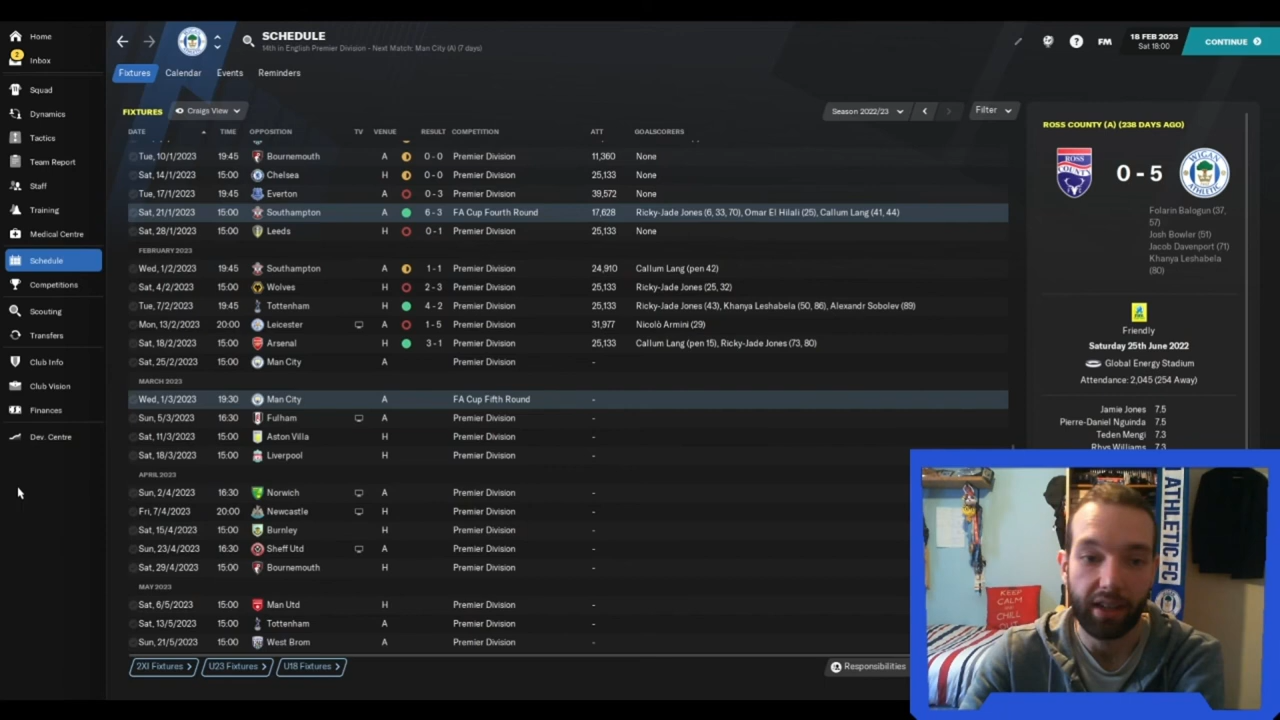 Home
2
Inbox
Squad
Dynamics
Tactics
Team Report
Staff
Training
Medical Centre
Schedule
Competitions
Scouting
Transfers
Club Info
Club Vision
Finances
Dev. Centre
SCHEDULE
14th in English Premier Division - Next Match: Man City (A) (7 days)
? FM 18 FEB 2023 Sat 18:00 CONTINUE
Fixtures Calendar Events Reminders
FIXTURES Craigs View Season 2022/23 Filter
DATE TIME OPPOSITION TV VENUE RESULT COMPETITION ATT GOALSCORERS
Tue, 10/1/2023 19:45 Bournemouth A 0 - 0 Premier Division 11,360 None
Sat, 14/1/2023 15:00 Chelsea H 0 - 0 Premier Division 25,133 None
Tue, 17/1/2023 19:45 Everton A 0 - 3 Premier Division 39,572 None
Sat, 21/1/2023 15:00 Southampton A 6 - 3 FA Cup Fourth Round 17,628 Ricky-Jade Jones (6, 33, 70), Omar El Hilali (25), Callum Lang (41, 44)
Sat, 28/1/2023 15:00 Leeds H 0 - 1 Premier Division 25,133 None
FEBRUARY 2023
Wed, 1/2/2023 19:45 Southampton A 1 - 1 Premier Division 24,910 Callum Lang (pen 42)
Sat, 4/2/2023 15:00 Wolves H 2 - 3 Premier Division 25,133 Ricky-Jade Jones (25, 32)
Tue, 7/2/2023 19:45 Tottenham H 4 - 2 Premier Division 25,133 Ricky-Jade Jones (43), Khanya Leshabela (50, 86), Alexandr Sobolev (89)
Mon, 13/2/2023 20:00 Leicester A 1 - 5 Premier Division 31,977 Nicolò Armini (29)
Sat, 18/2/2023 15:00 Arsenal H 3 - 1 Premier Division 25,133 Callum Lang (pen 15), Ricky-Jade Jones (73, 80)
Sat, 25/2/2023 15:00 Man City A Premier Division -
MARCH 2023
Wed, 1/3/2023 19:30 Man City A FA Cup Fifth Round -
Sun, 5/3/2023 16:30 Fulham A Premier Division -
Sat, 11/3/2023 15:00 Aston Villa H Premier Division -
Sat, 18/3/2023 15:00 Liverpool H Premier Division -
APRIL 2023
Sun, 2/4/2023 16:30 Norwich A Premier Division -
Fri, 7/4/2023 20:00 Newcastle H Premier Division -
Sat, 15/4/2023 15:00 Burnley H Premier Division -
Sun, 23/4/2023 16:30 Sheff Utd A Premier Division -
Sat, 29/4/2023 15:00 Bournemouth H Premier Division -
MAY 2023
Sat, 6/5/2023 15:00 Man Utd H Premier Division -
Sat, 13/5/2023 15:00 Tottenham A Premier Division -
Sun, 21/5/2023 15:00 West Brom A Premier Division -
2XI Fixtures > U23 Fixtures > U18 Fixtures > Responsibilities
ROSS COUNTY (A) (238 DAYS AGO)
ROSS COUNTY 0 - 5 WIGAN ATHLETIC
Folarin Balogun (37,
57)
Josh Bowler (51)
Jacob Davenport (71)
Khanya Leshabela
(80)
Friendly
Saturday 25th June 2022
Global Energy Stadium
Attendance: 2,045 (254 Away)
Jamie Jones 7.5
Pierre-Daniel Nguinda 7.5
Teden Mengi 7.3
Rhys Williams 7.3
ATHLETIC FC
KEEP
CALM
AND
CHILL
OUT